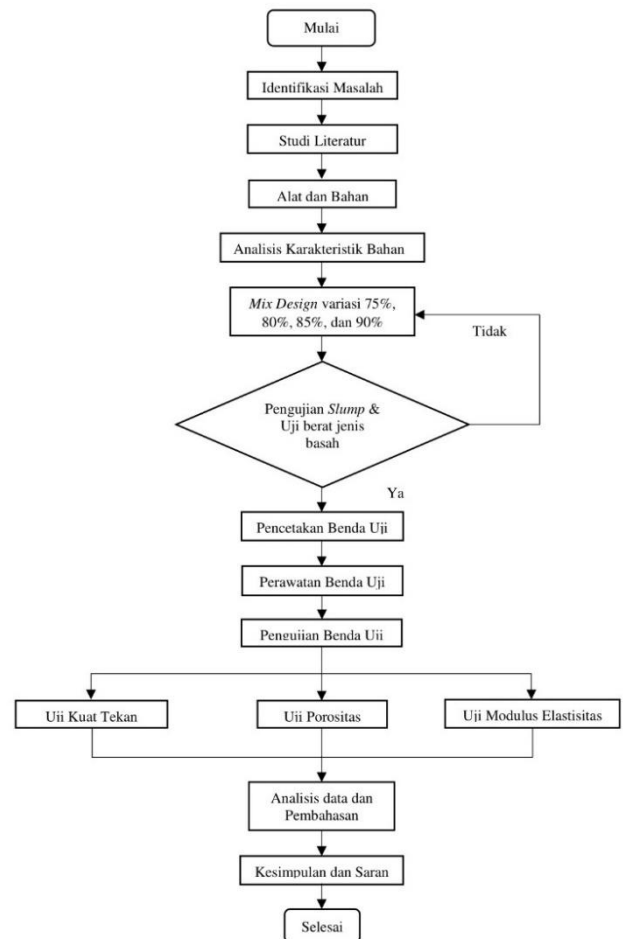 Mulai
Identifikasi Masalah
Studi Literatur
Alat dan Bahan
Analisis Karakteristik Bahan
Mix Design variasi 75%,
80%, 85%, dan 90%
Tidak
Pengujian Slump &
Uji berat jenis
basah
Ya
Pencetakan Benda Uji
Perawatan Benda Uji
Pengujian Benda Uji
Uji Kuat Tekan
Uji Porositas
Uji Modulus Elastisitas
Analisis data dan
Pembahasan
Kesimpulan dan Saran
Selesai